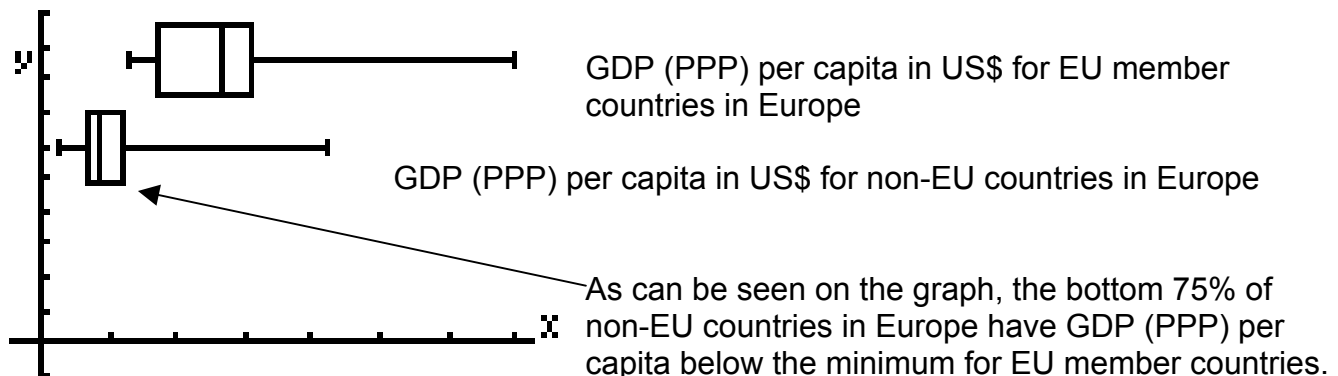 y
GDP (PPP) per capita in US$ for EU member
countries in Europe
GDP (PPP) per capita in US$ for non-EU countries in Europe
As can be seen on the graph, the bottom 75% of
non-EU countries in Europe have GDP (PPP) per
capita below the minimum for EU member countries.
x